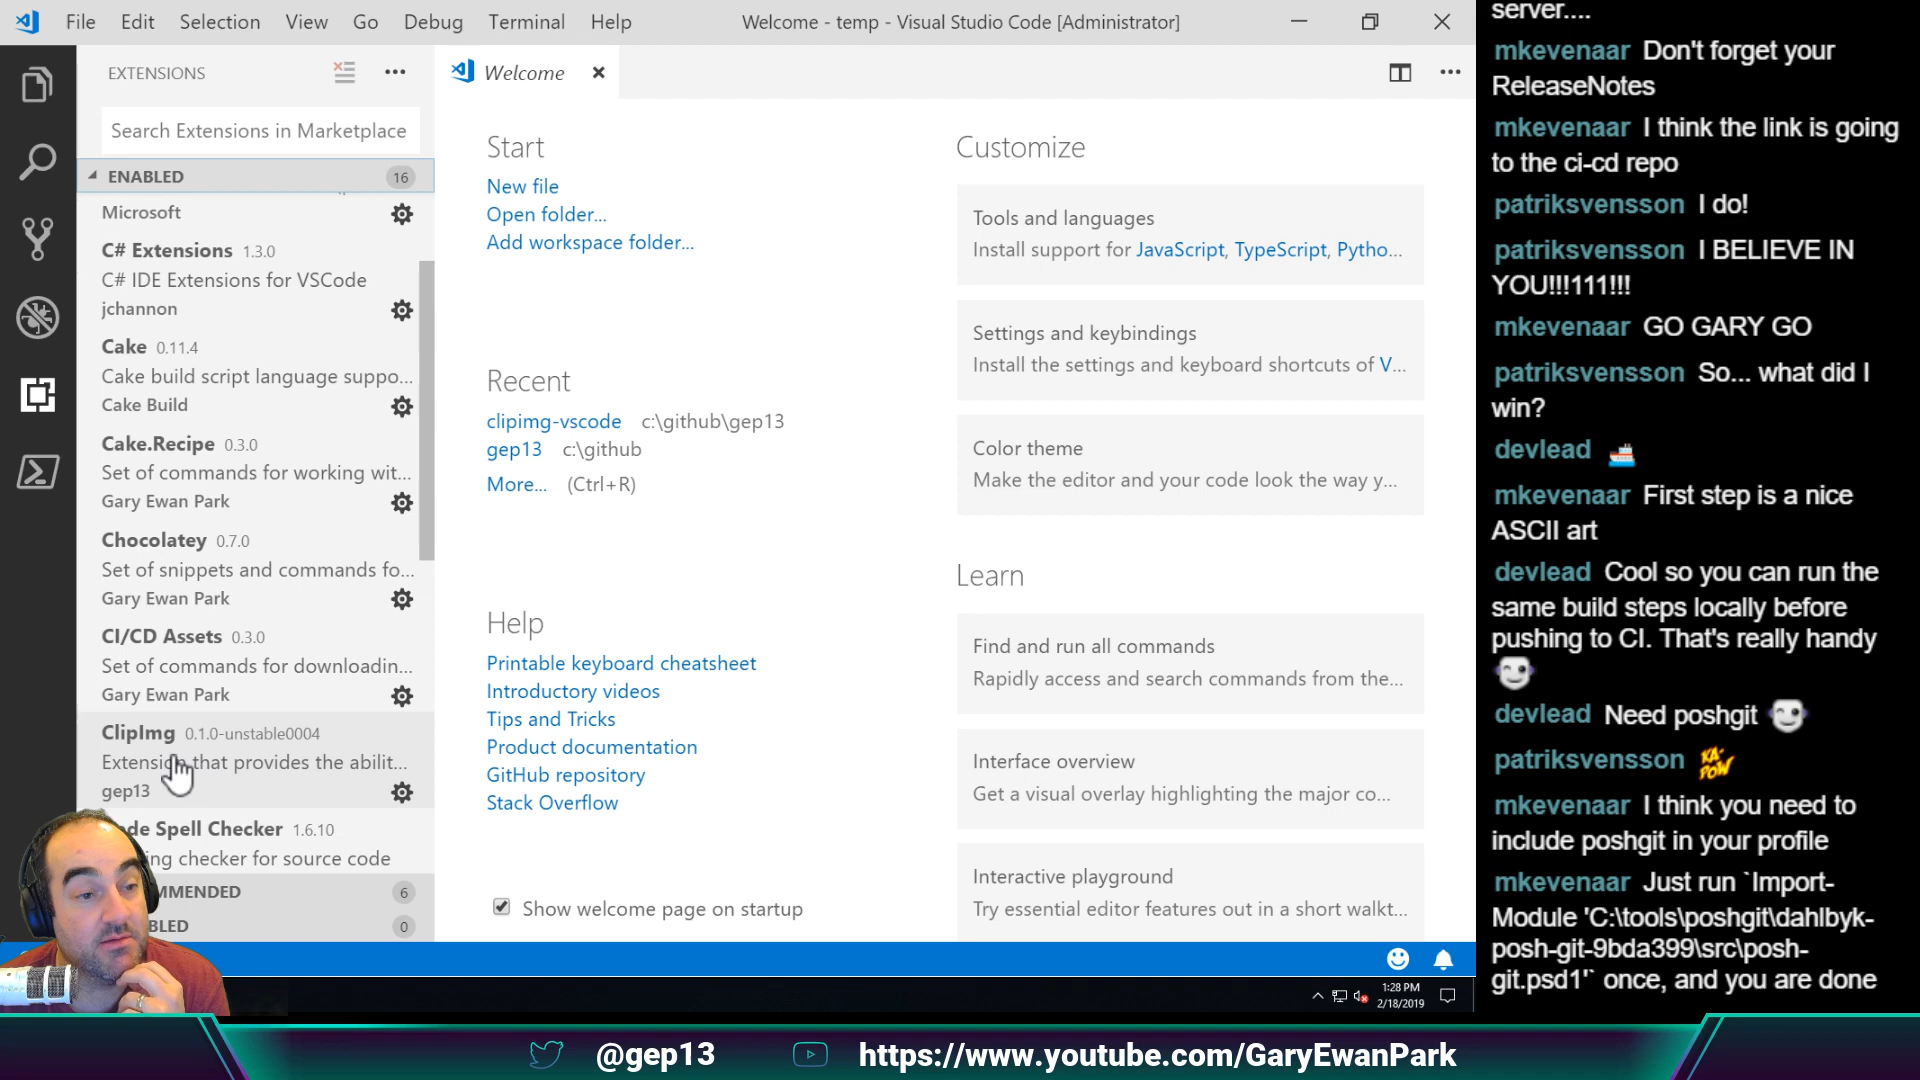 File Edit Selection View Go Debug Terminal Help
Welcome - temp - Visual Studio Code [Administrator]
EXTENSIONS
Search Extensions in Marketplace
ENABLED 16
Microsoft
C# Extensions 1.3.0
C# IDE Extensions for VSCode
jchannon
Cake 0.11.4
Cake build script language suppo...
Cake Build
Cake.Recipe 0.3.0
Set of commands for working wit...
Gary Ewan Park
Chocolatey 0.7.0
Set of snippets and commands fo...
Gary Ewan Park
CI/CD Assets 0.3.0
Set of commands for downloadin...
Gary Ewan Park
ClipImg 0.1.0-unstable0004
Extension that provides the abilit...
gep13
de Spell Checker 1.6.10
ng checker for source code
MMENDED 6
BLED 0
Welcome
Start
New file
Open folder...
Add workspace folder...
Recent
clipimg-vscode c:\github\gep13
gep13 c:\github
More... (Ctrl+R)
Help
Printable keyboard cheatsheet
Introductory videos
Tips and Tricks
Product documentation
GitHub repository
Stack Overflow
Show welcome page on startup
Customize
Tools and languages
Install support for JavaScript, TypeScript, Pytho...
Settings and keybindings
Install the settings and keyboard shortcuts of V...
Color theme
Make the editor and your code look the way y...
Learn
Find and run all commands
Rapidly access and search commands from the...
Interface overview
Get a visual overlay highlighting the major co...
Interactive playground
Try essential editor features out in a short walkt...
1:28 PM
2/18/2019
server....
mkevenaar Don't forget your
ReleaseNotes
mkevenaar I think the link is going
to the ci-cd repo
patriksvensson I do!
patriksvensson I BELIEVE IN
YOU!!!111!!!
mkevenaar GO GARY GO
patriksvensson So... what did I
win?
devlead
mkevenaar First step is a nice
ASCII art
devlead Cool so you can run the
same build steps locally before
pushing to CI. That's really handy
devlead Need poshgit
patriksvensson KA-POW
mkevenaar I think you need to
include poshgit in your profile
mkevenaar Just run `Import-
Module 'C:\tools\poshgit\dahlbyk-
posh-git-9bda399\src\posh-
git.psd1'` once, and you are done
@gep13
https://www.youtube.com/GaryEwanPark